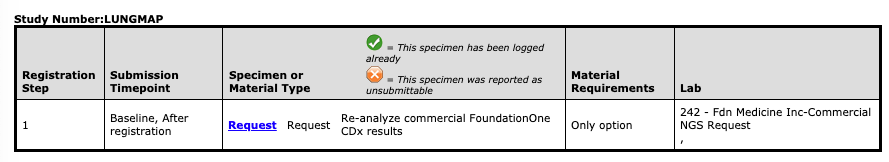 Study Number:LUNGMAP
Registration Step
Submission Timepoint
Specimen or Material Type
= This specimen has been logged already
= This specimen was reported as unsubmittable
Material Requirements
Lab
1
Baseline, After registration
Request Request
Re-analyze commercial FoundationOne CDx results
Only option
242 - Fdn Medicine Inc-Commercial NGS Request
,